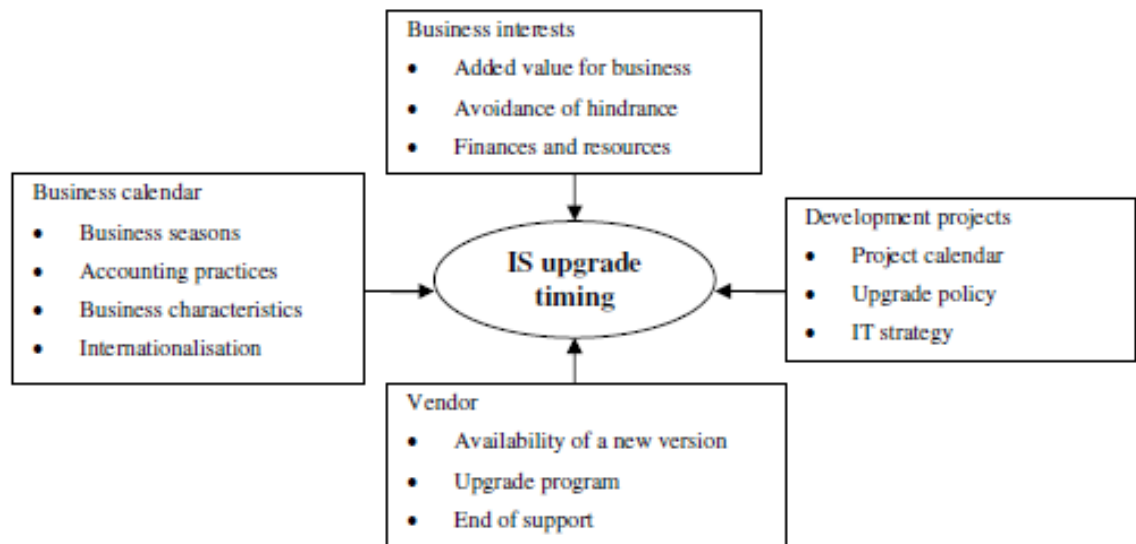 Business interests
• Added value for business
• Avoidance of hindrance
• Finances and resources
Business calendar
• Business seasons
• Accounting practices
• Business characteristics
• Internationalisation
IS upgrade
timing
Development projects
• Project calendar
• Upgrade policy
• IT strategy
Vendor
• Availability of a new version
• Upgrade program
• End of support